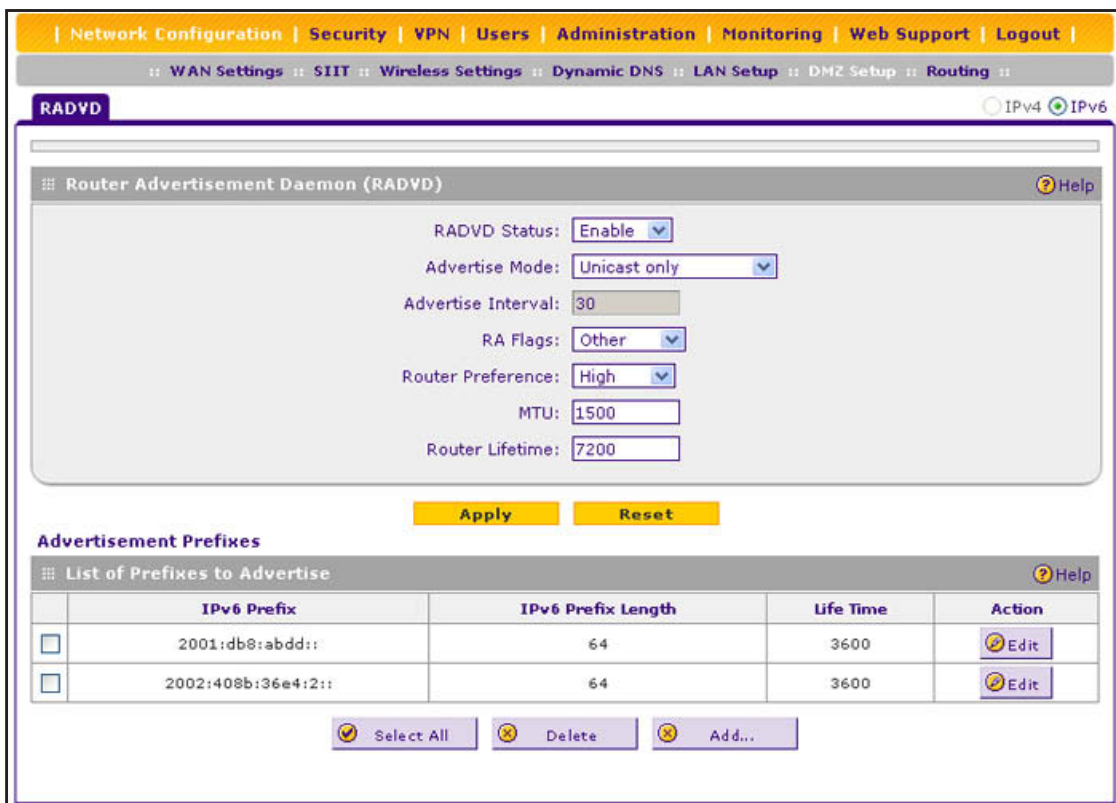 | Network Configuration | Security | VPN | Users | Administration | Monitoring | Web Support | Logout |
:: WAN Settings :: SIIT :: Wireless Settings :: Dynamic DNS :: LAN Setup :: DMZ Setup :: Routing ::
RADVD IPv4 IPv6
Router Advertisement Daemon (RADVD) ? Help
RADVD Status: Enable
Advertise Mode: Unicast only
Advertise Interval: 30
RA Flags: Other
Router Preference: High
MTU: 1500
Router Lifetime: 7200
Apply Reset
Advertisement Prefixes
List of Prefixes to Advertise ? Help
IPv6 Prefix IPv6 Prefix Length Life Time Action
2001:db8:abdd:: 64 3600 Edit
2002:408b:36e4:2:: 64 3600 Edit
Select All Delete Add...